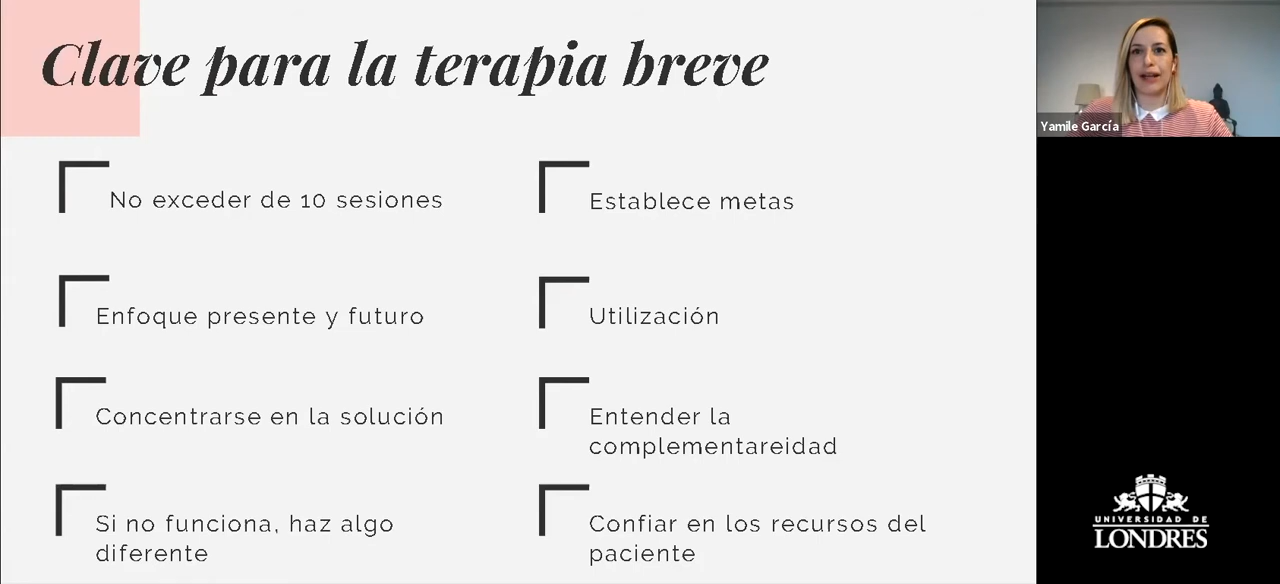 Clave para la terapia breve
No exceder de 10 sesiones
Establece metas
Enfoque presente y futuro
Utilización
Concentrarse en la solución
Entender la
complementareidad
Si no funciona, haz algo
diferente
Confiar en los recursos del
paciente
Yamile García
UNIVERSIDAD DE
LONDRES